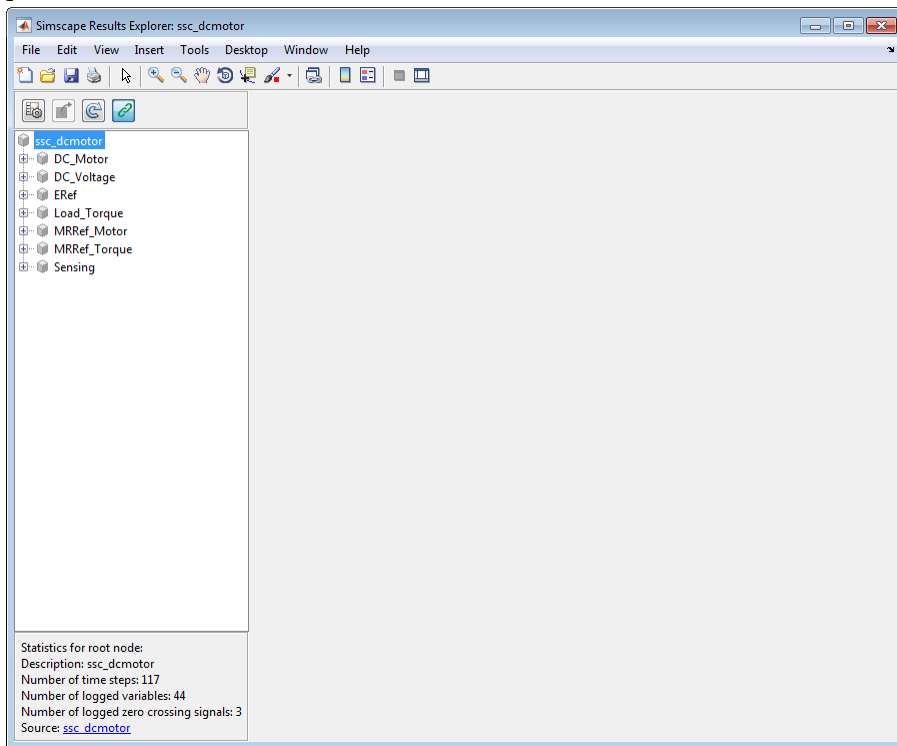 Simscape Results Explorer: ssc_dcmotor
File Edit View Insert Tools Desktop Window Help
ssc_dcmotor
DC_Motor
DC_Voltage
ERef
Load_Torque
MRRef_Motor
MRRef_Torque
Sensing
Statistics for root node:
Description: ssc_dcmotor
Number of time steps: 117
Number of logged variables: 44
Number of logged zero crossing signals: 3
Source: ssc_dcmotor